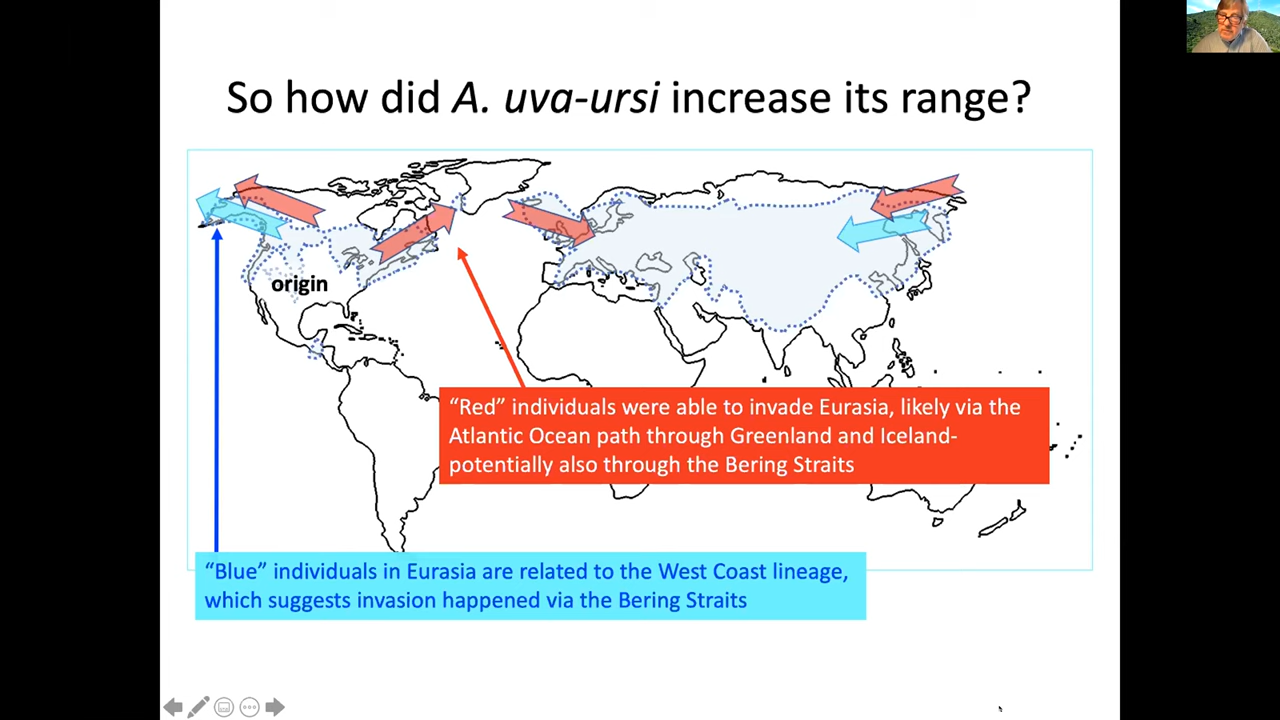 So how did A. uva-ursi increase its range?
origin
“Red” individuals were able to invade Eurasia, likely via the
Atlantic Ocean path through Greenland and Iceland-
potentially also through the Bering Straits
“Blue” individuals in Eurasia are related to the West Coast lineage,
which suggests invasion happened via the Bering Straits